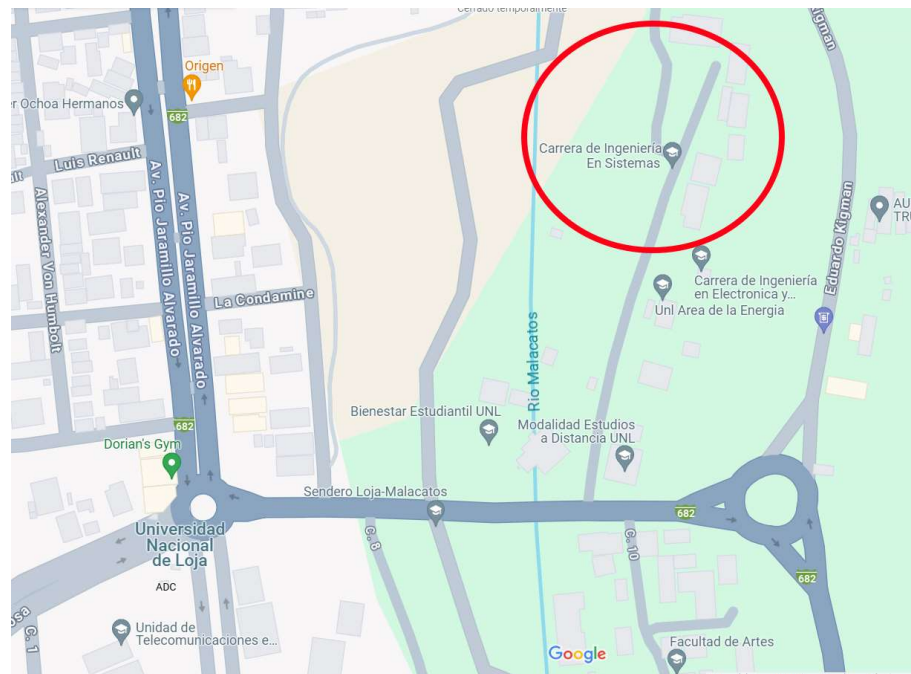 Cerrado temporalmente
Kigman
Origen
er Ochoa Hermanos
682
Luis Renault
Av. Pio Jaramillo Alvarado
Av. Pio Jaramillo Alvarado
Alexander Von Humbolt
Carrera de Ingeniería
En Sistemas
AU
TRU
Eduardo Kigman
Carrera de Ingeniería
en Electronica y...
Unl Area de la Energia
La Condamine
Rio Malacatos
Bienestar Estudiantil UNL
Modalidad Estudios
a Distancia UNL
682
Dorian's Gym
Sendero Loja-Malacatos
682
Universidad
Nacional
de Loja
C. 8
C. 10
682
ADC
osa
C. 1
Unidad de
Telecomunicaciones e...
Google
Facultad de Artes